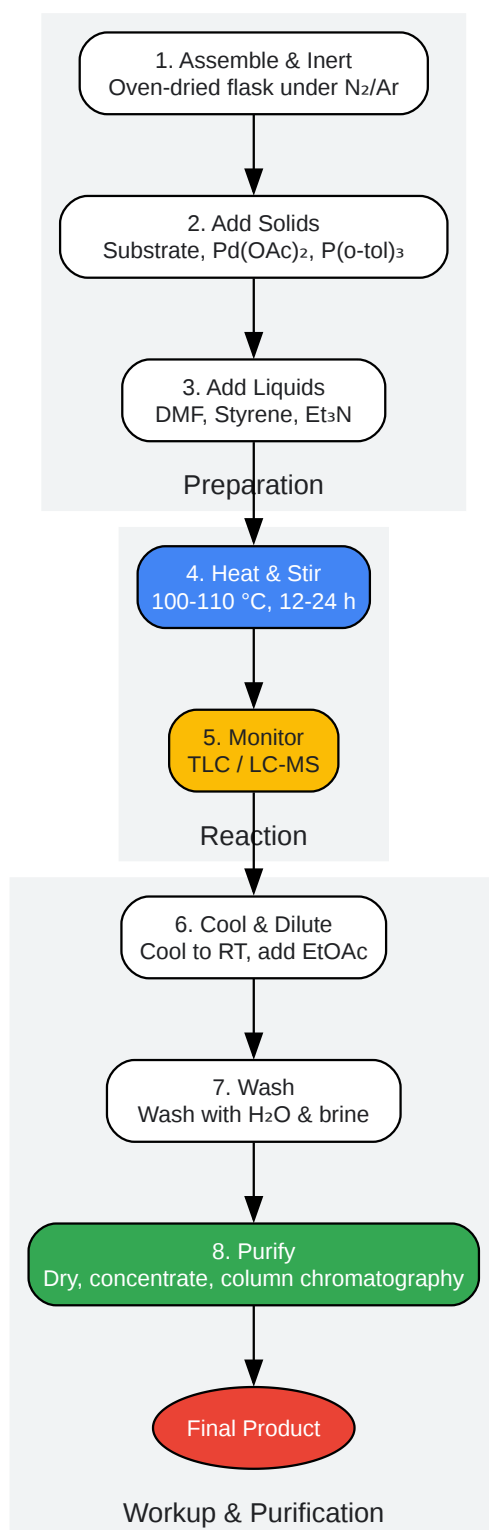 1. Assemble & Inert
Oven-dried flask under N₂/Ar
2. Add Solids
Substrate, Pd(OAc)₂, P(o-tol)₃
3. Add Liquids
DMF, Styrene, Et₃N
Preparation
4. Heat & Stir
100-110 °C, 12-24 h
5. Monitor
TLC / LC-MS
Reaction
6. Cool & Dilute
Cool to RT, add EtOAc
7. Wash
Wash with H₂O & brine
8. Purify
Dry, concentrate, column chromatography
Final Product
Workup & Purification